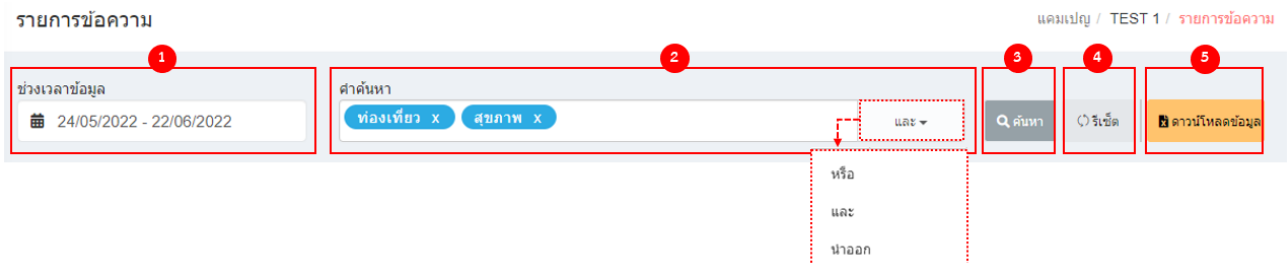 รายการข้อความ
แคมเปญ / TEST 1 / รายการข้อความ
1
2
3
4
5
ช่วงเวลาข้อมูล
คำค้นหา
24/05/2022 - 22/06/2022
ท่องเที่ยว x สุขภาพ x
และ
ค้นหา
รีเซ็ต
ดาวน์โหลดข้อมูล
หรือ
และ
นำออก